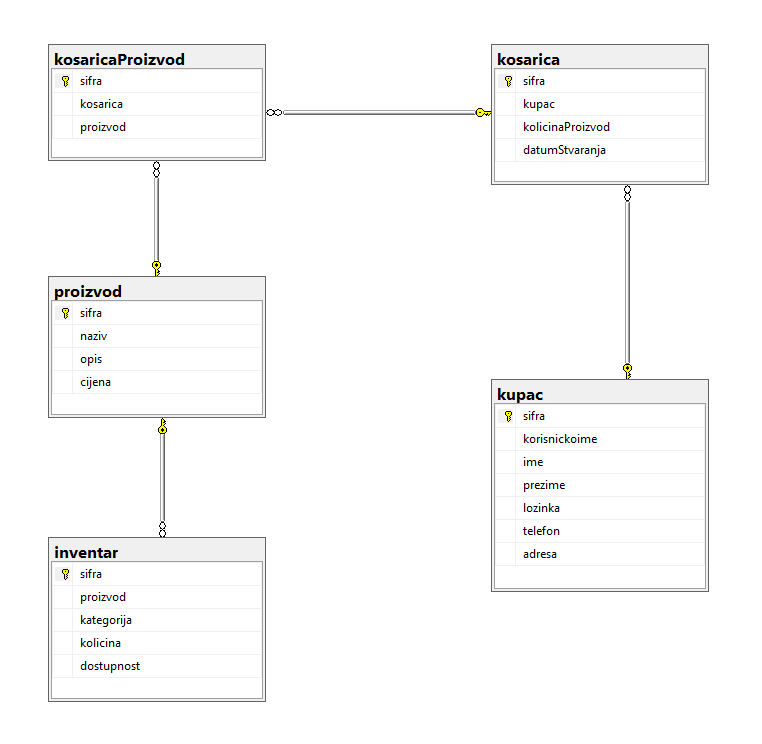 kosaricaProizvod
sifra
kosarica
proizvod
kosarica
sifra
kupac
kolicinaProizvod
datumStvaranja
proizvod
sifra
naziv
opis
cijena
kupac
sifra
korisnickoime
ime
prezime
lozinka
telefon
adresa
inventar
sifra
proizvod
kategorija
kolicina
dostupnost